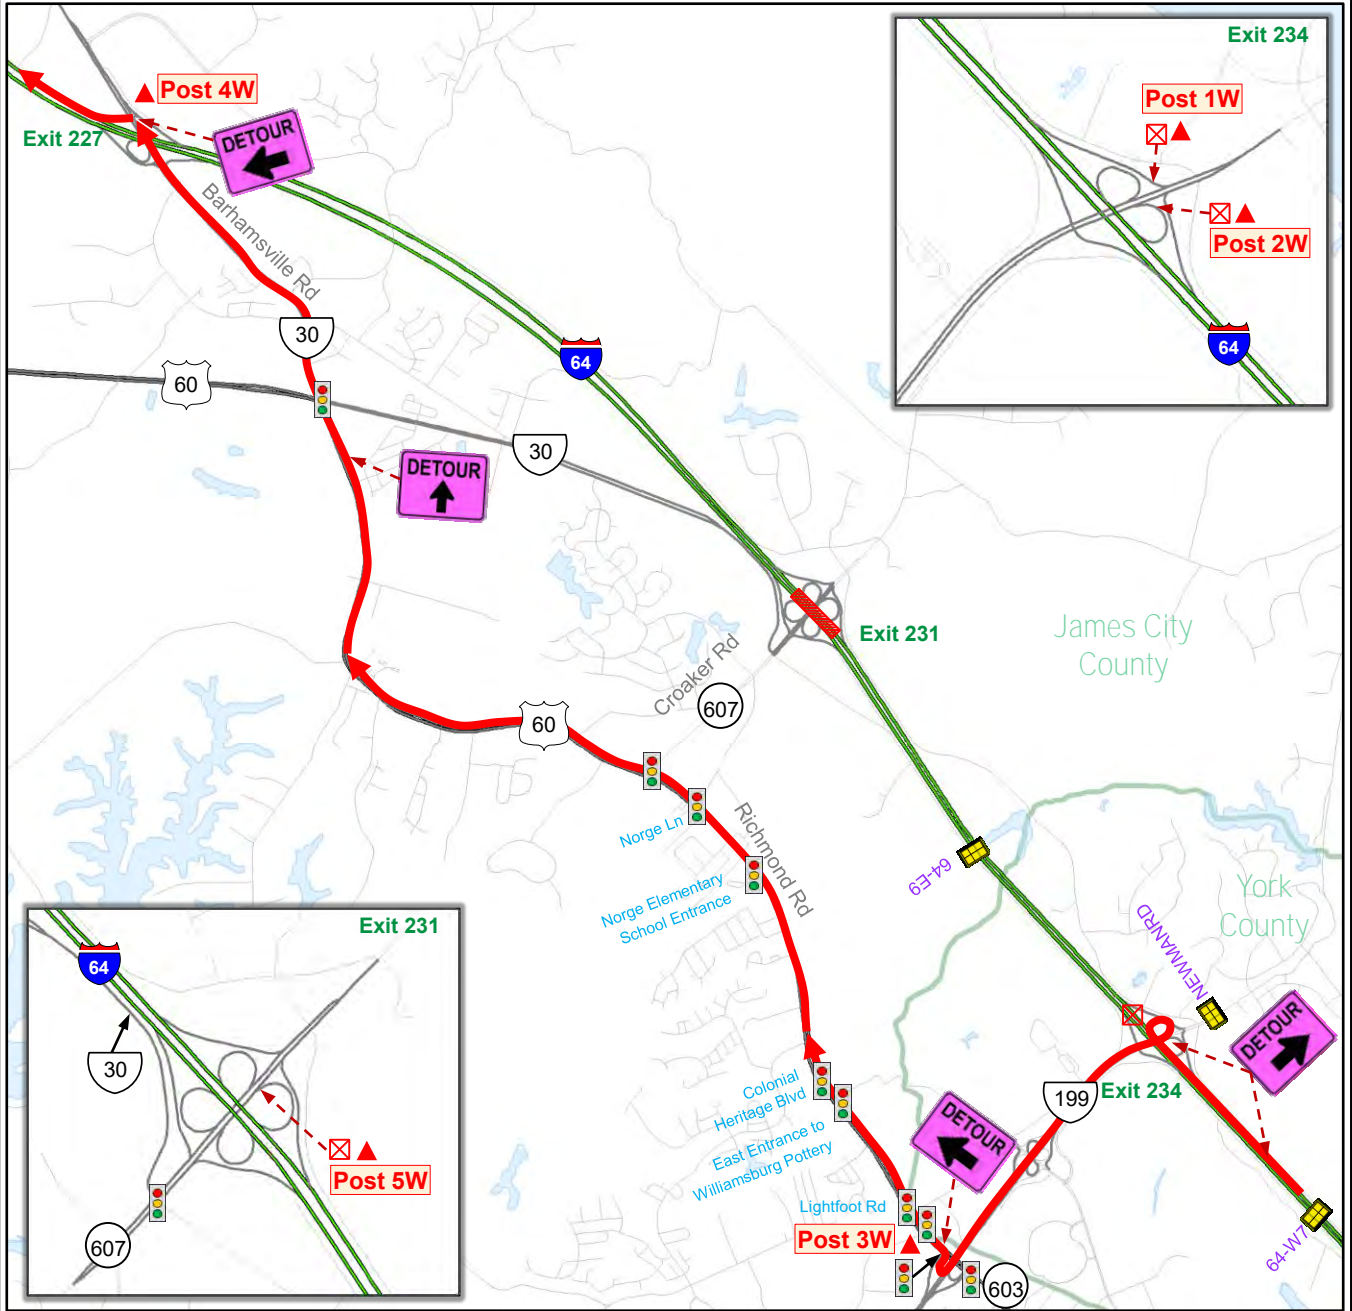 Post 4W
Exit 227
DETOUR
Barhamsville Rd
30
60
30
64
DETOUR
Exit 234
Post 1W
Post 2W
64
Exit 231
James City
County
Croaker Rd
607
60
Norge Ln
Richmond Rd
Norge Elementary
School Entrance
64-E9
York
County
NEWMANRD
DETOUR
Exit 234
199
Colonial
Heritage Blvd
East Entrance to
Williamsburg Pottery
DETOUR
Lightfoot Rd
Post 3W
603
64-W7
Exit 231
64
30
Post 5W
607